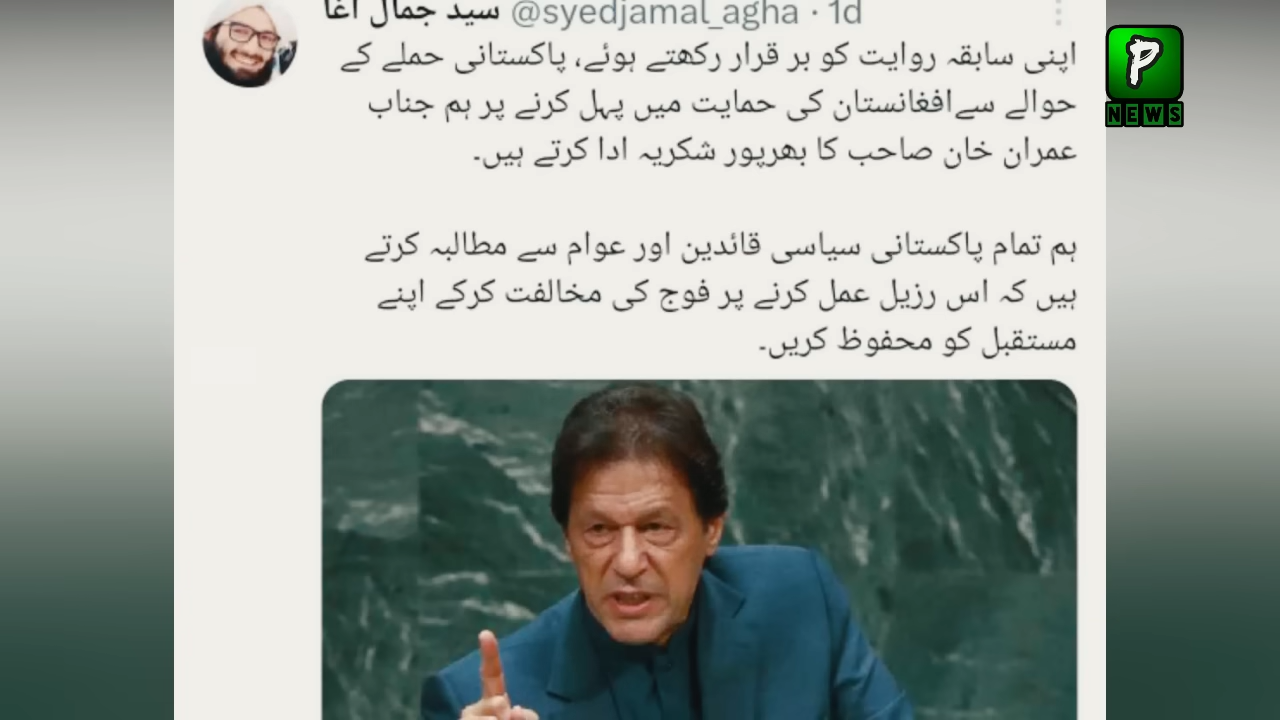 سید جمال آغا @syedjamal_agha · 1d
اپنی سابقہ روایت کو بر قرار رکھتے ہوئے، پاکستانی حملے کے
حوالے سےافغانستان کی حمایت میں پہل کرنے پر ہم جناب
عمران خان صاحب کا بھرپور شکریہ ادا کرتے ہیں۔
ہم تمام پاکستانی سیاسی قائدین اور عوام سے مطالبہ کرتے
ہیں کہ اس رزیل عمل کرنے پر فوج کی مخالفت کرکے اپنے
مستقبل کو محفوظ کریں۔
P
NEWS